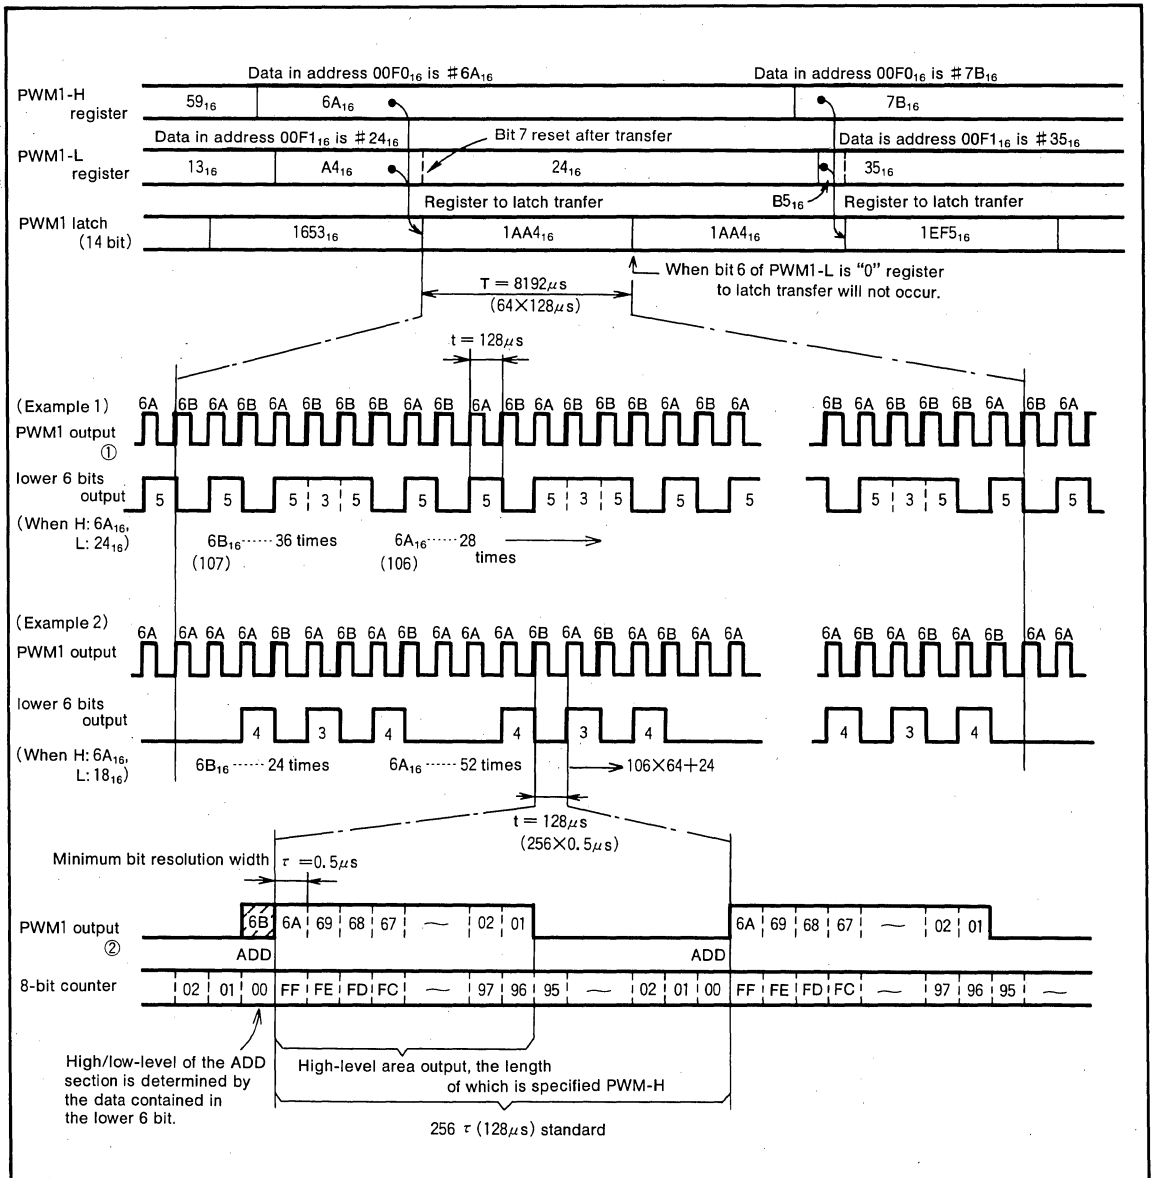 Data in address 00F0₁₆ is #6A₁₆ Data in address 00F0₁₆ is #7B₁₆
PWM1-H
register
59₁₆ 6A₁₆ 7B₁₆
Data in address 00F1₁₆ is #24₁₆ Bit 7 reset after transfer Data is address 00F1₁₆ is #35₁₆
PWM1-L
register
13₁₆ A4₁₆ 24₁₆ 35₁₆
Register to latch tranfer B5₁₆ Register to latch tranfer
PWM1 latch
(14 bit)
1653₁₆ 1AA4₁₆ 1AA4₁₆ 1EF5₁₆
When bit 6 of PWM1-L is "0" register
to latch transfer will not occur.
T = 8192μs
(64×128μs)
t = 128μs
(Example 1) 6A 6B 6A 6B 6A 6B 6B 6B 6A 6B 6A 6B 6A 6B 6B 6B 6A 6B 6A 6B 6A 6B 6B 6B 6A 6B 6A
PWM1 output
①
lower 6 bits
output
5 5 5 3 5 5 5 5 3 5 5 5 5 3 5 5 5
(When H: 6A₁₆,
L: 24₁₆)
6B₁₆ ······ 36 times 6A₁₆ ······ 28
(107) (106) times
(Example 2)
6A 6A 6A 6A 6B 6A 6B 6A 6B 6A 6A 6A 6B 6A 6B 6A 6B 6A 6A 6A 6B 6A 6B 6A 6B 6A 6A
PWM1 output
lower 6 bits
output
4 3 4 4 3 4 4 3 4
(When H: 6A₁₆,
L: 18₁₆)
6B₁₆ ······ 24 times 6A₁₆ ······ 52 times 106×64+24
t = 128μs
(256×0.5μs)
Minimum bit resolution width τ =0.5μs
PWM1 output
②
6B 6A 69 68 67 ∼ 02 01 6A 69 68 67 ∼ 02 01
ADD ADD
8-bit counter 02 01 00 FF FE FD FC ∼ 97 96 95 ∼ 02 01 00 FF FE FD FC ∼ 97 96 95 ∼
High/low-level of the ADD
section is determined by
the data contained in
the lower 6 bit.
High-level area output, the length
of which is specified PWM-H
256 τ (128μs) standard